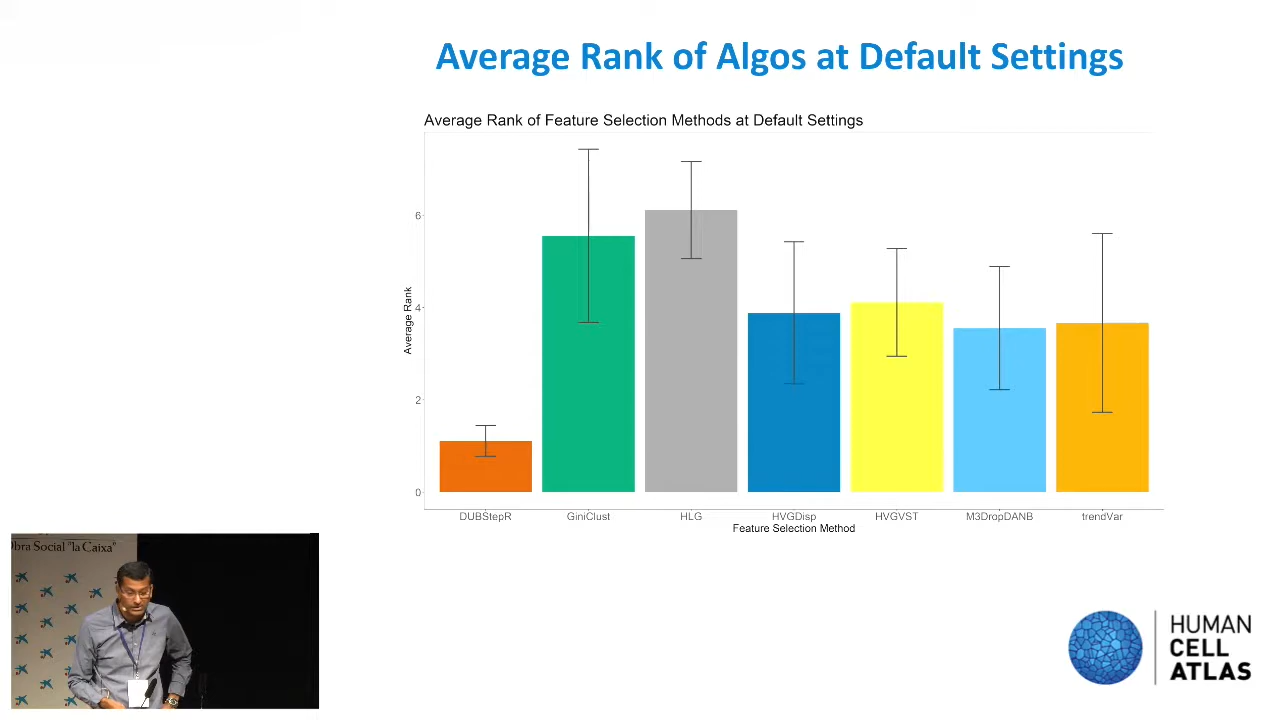 Average Rank of Algos at Default Settings
Average Rank of Feature Selection Methods at Default Settings
Average Rank
6
4
2
0
DUBStepR GiniClust HLG HVGDisp HVGVST M3DropDANB trendVar
Feature Selection Method
Obra Social "la Caixa"
HUMAN
CELL
ATLAS